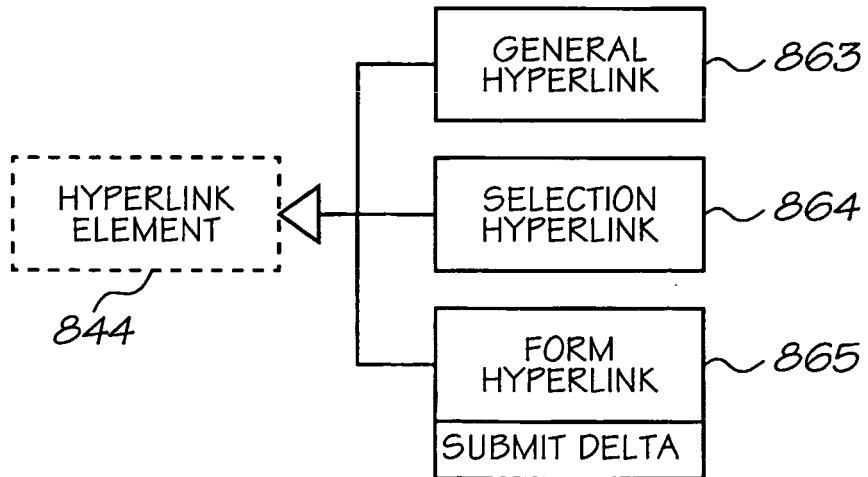 GENERAL
HYPERLINK
863
HYPERLINK
ELEMENT
844
SELECTION
HYPERLINK
864
FORM
HYPERLINK
865
SUBMIT DELTA